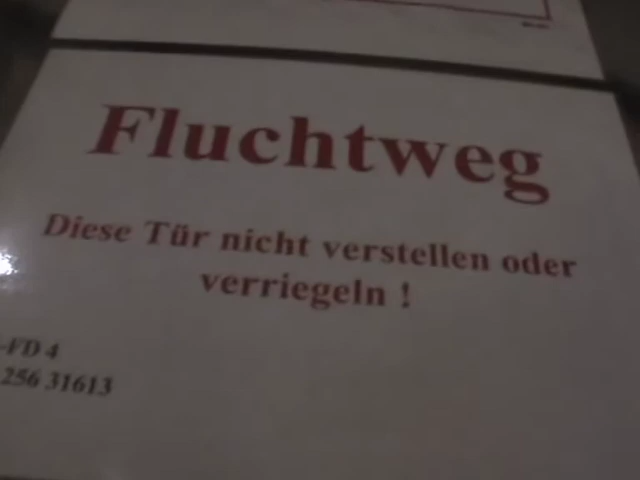 Fluchtweg
Diese Tür nicht verstellen oder
verriegeln !
-FD 4
256 31613